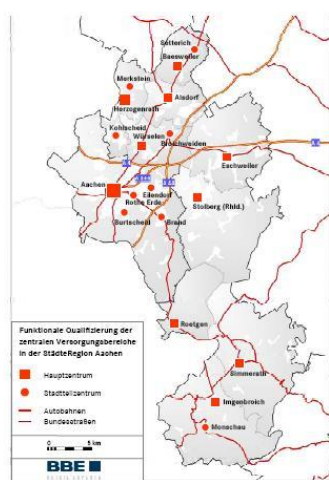 Setterich
Baesweiler
Merkstein
Herzogenrath
Alsdorf
Kohlscheid
Würselen
Broichweiden
Eschweiler
Aachen
Eilendorf
Rothe Erde
Stolberg (Rhld.)
Burtscheid
Brand
Roetgen
Simmerath
Imgenbroich
Monschau
Funktionale Qualifizierung der
zentralen Versorgungsbereiche
in der StädteRegion Aachen
Hauptzentrum
Stadtteilzentrum
Autobahnen
Bundesstraßen
0 5 km
BBE